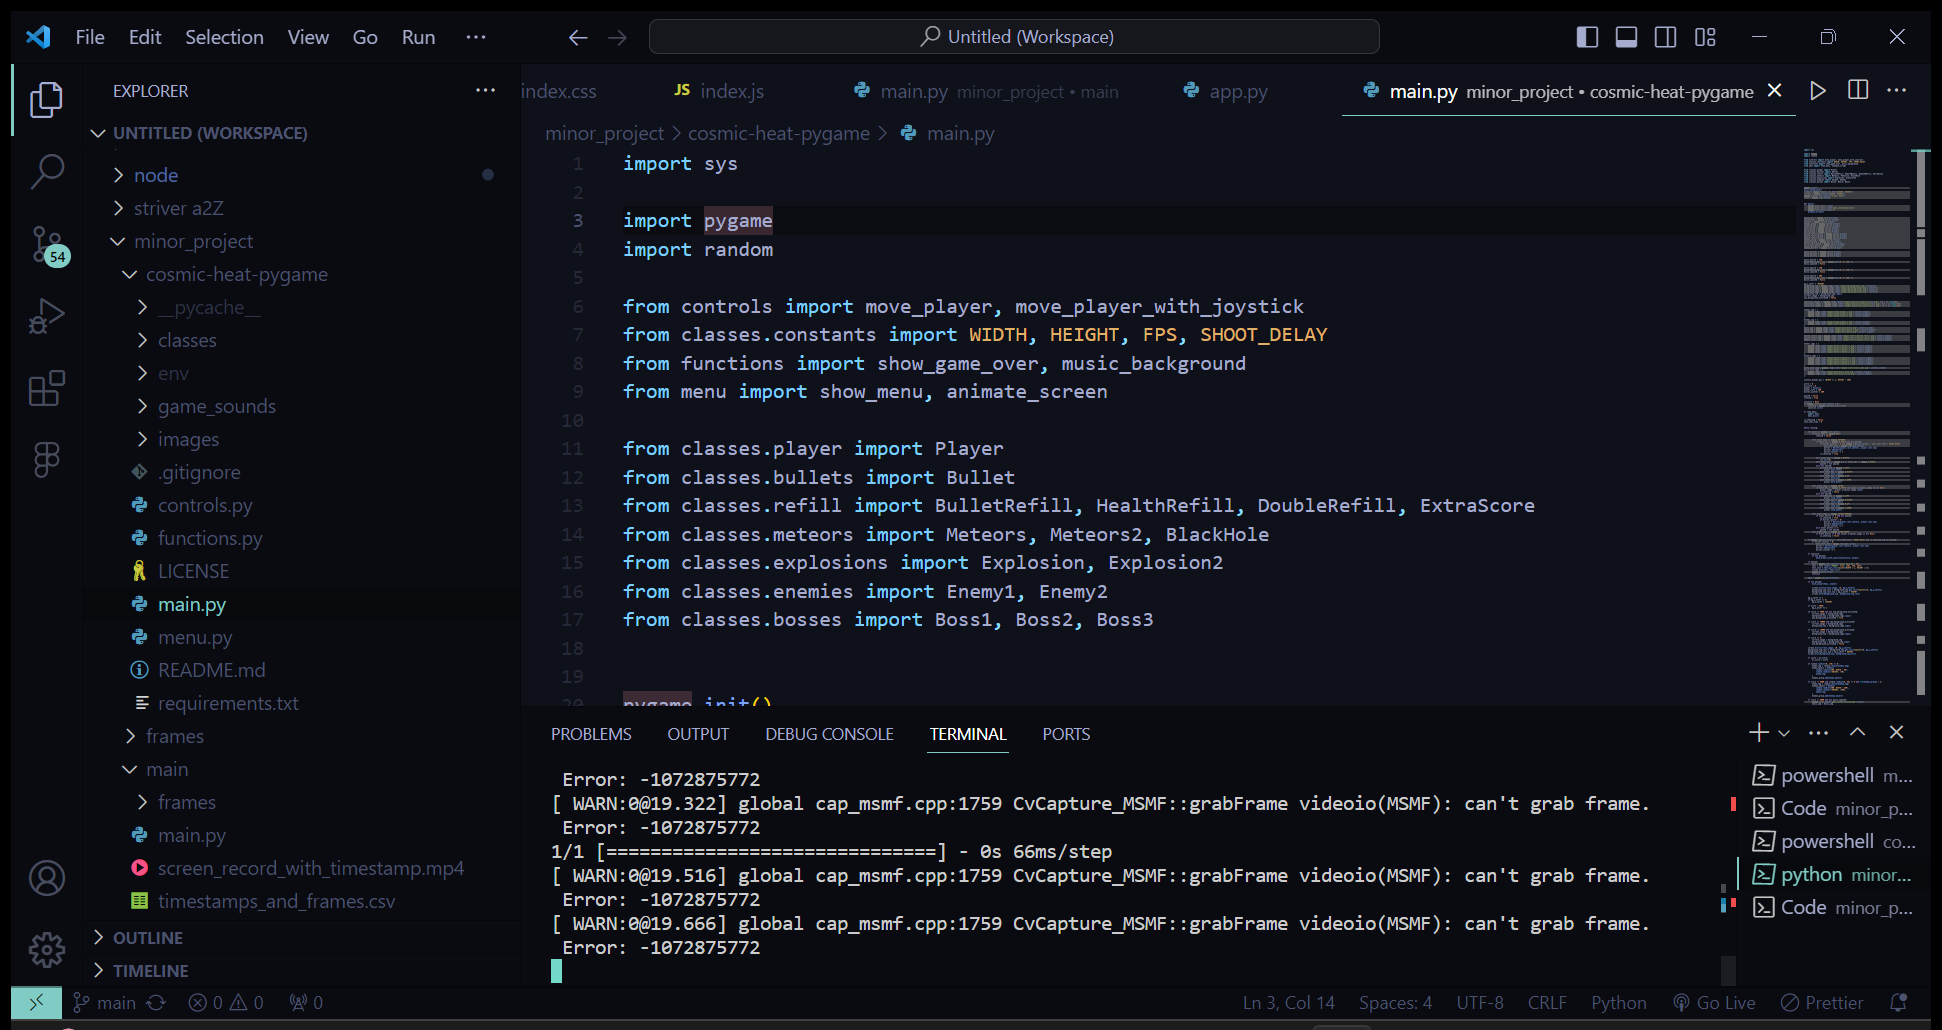 File Edit Selection View Go Run ···
Untitled (Workspace)
EXPLORER ···
UNTITLED (WORKSPACE)
node
striver a2Z
minor_project
cosmic-heat-pygame
__pycache__
classes
env
game_sounds
images
.gitignore
controls.py
functions.py
LICENSE
main.py
menu.py
README.md
requirements.txt
frames
main
frames
main.py
screen_record_with_timestamp.mp4
timestamps_and_frames.csv
OUTLINE
TIMELINE
54
index.css
JS index.js
main.py minor_project • main
app.py
main.py minor_project • cosmic-heat-pygame
minor_project > cosmic-heat-pygame > main.py
1 import sys
2
3 import pygame
4 import random
5
6 from controls import move_player, move_player_with_joystick
7 from classes.constants import WIDTH, HEIGHT, FPS, SHOOT_DELAY
8 from functions import show_game_over, music_background
9 from menu import show_menu, animate_screen
10
11 from classes.player import Player
12 from classes.bullets import Bullet
13 from classes.refill import BulletRefill, HealthRefill, DoubleRefill, ExtraScore
14 from classes.meteors import Meteors, Meteors2, BlackHole
15 from classes.explosions import Explosion, Explosion2
16 from classes.enemies import Enemy1, Enemy2
17 from classes.bosses import Boss1, Boss2, Boss3
18
19
20 pygame.init()
PROBLEMS OUTPUT DEBUG CONSOLE TERMINAL PORTS
Error: -1072875772
[ WARN:0@19.322] global cap_msmf.cpp:1759 CvCapture_MSMF::grabFrame videoio(MSMF): can't grab frame.
Error: -1072875772
1/1 [==============================] - 0s 66ms/step
[ WARN:0@19.516] global cap_msmf.cpp:1759 CvCapture_MSMF::grabFrame videoio(MSMF): can't grab frame.
Error: -1072875772
[ WARN:0@19.666] global cap_msmf.cpp:1759 CvCapture_MSMF::grabFrame videoio(MSMF): can't grab frame.
Error: -1072875772
powershell m...
Code minor_p...
powershell co...
python minor...
Code minor_p...
main 0 0 0
Ln 3, Col 14 Spaces: 4 UTF-8 CRLF Python Go Live Prettier